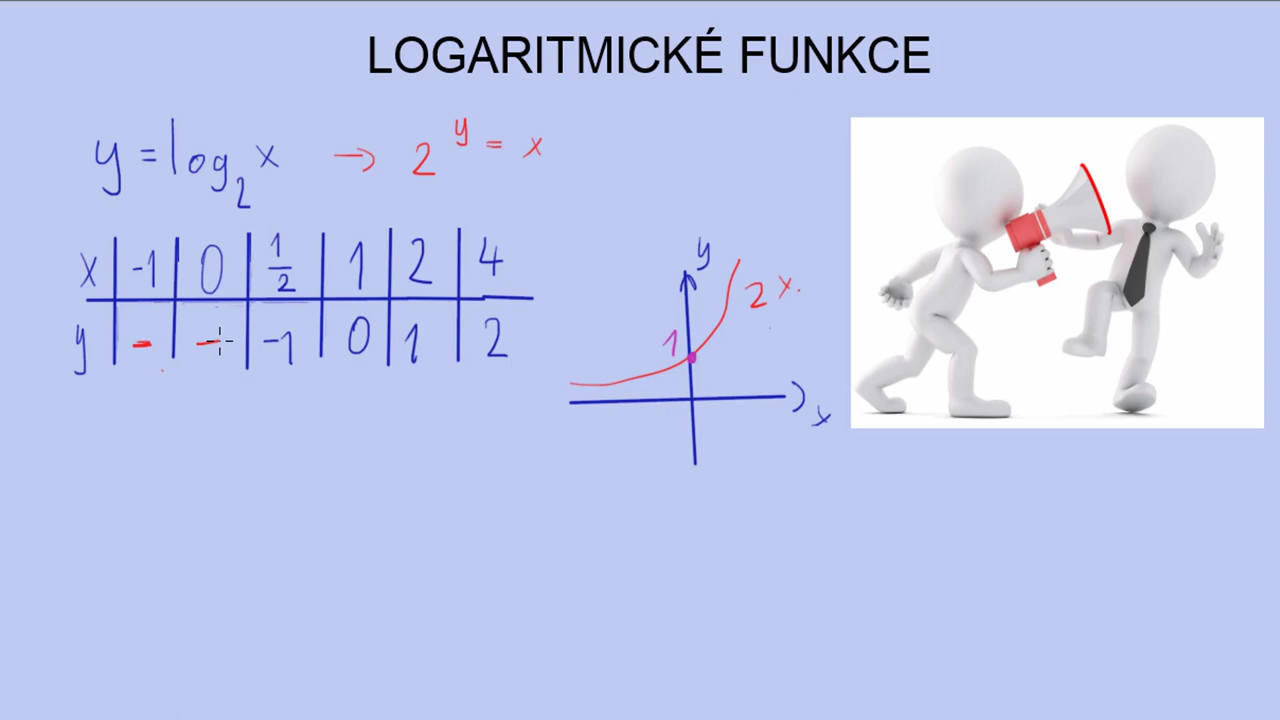 LOGARITMICKÉ FUNKCE
y = log₂ x → 2^y = x
x | -1 | 0 | 1/2 | 1 | 2 | 4
y | - | - | -1 | 0 | 1 | 2
y
2^x
1
x